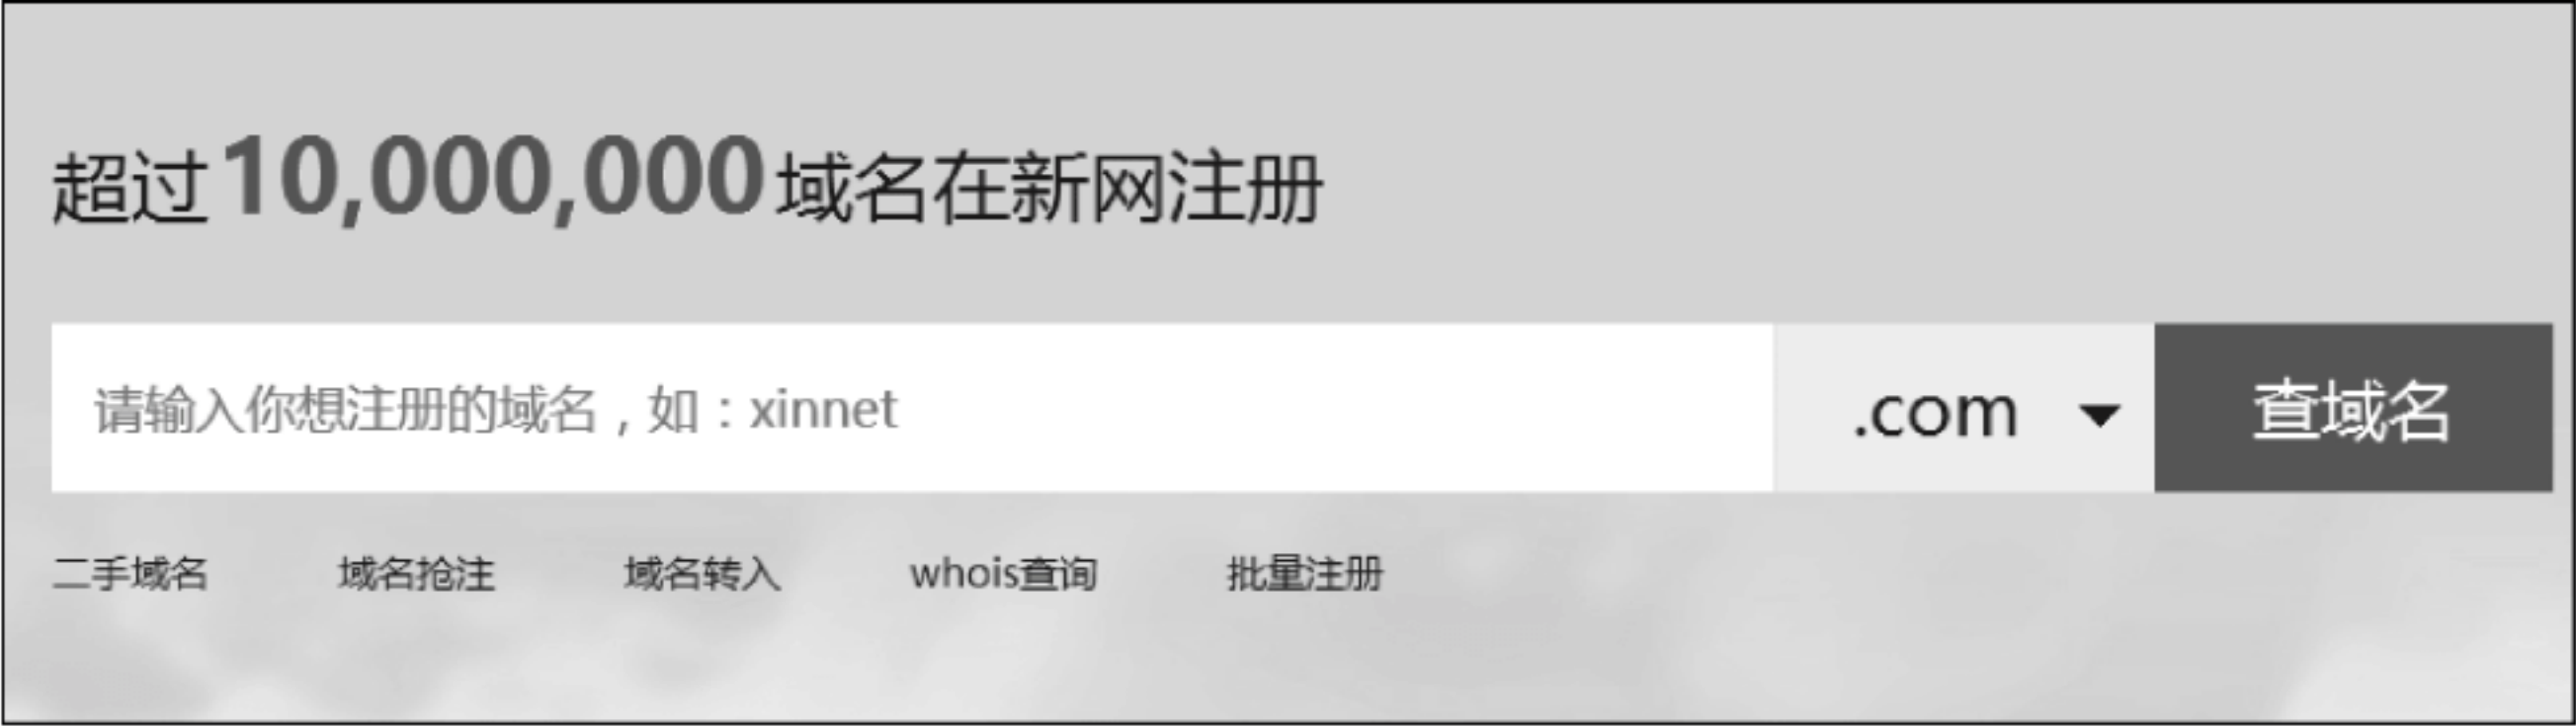 超过10,000,000域名在新网注册
请输入你想注册的域名，如：xinnet .com 查域名
二手域名 域名抢注 域名转入 whois查询 批量注册